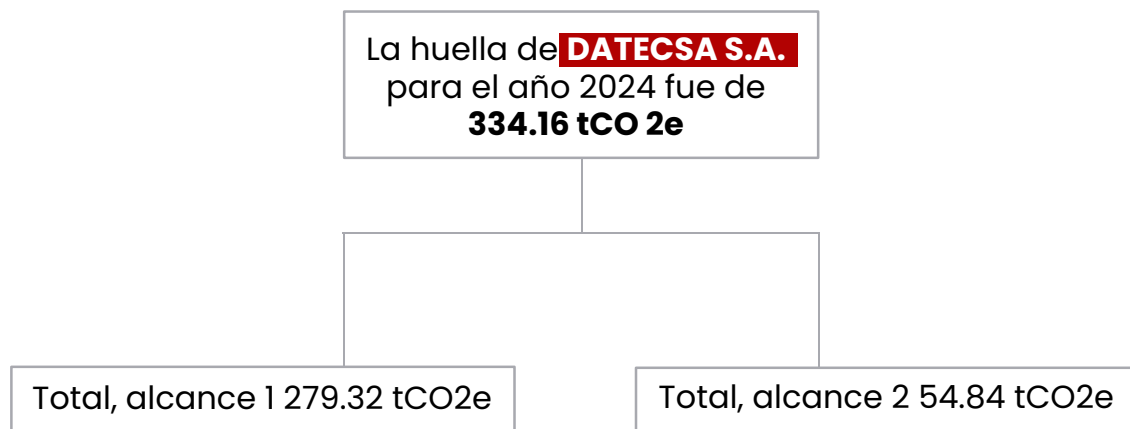 La huella de DATECSA S.A.
para el año 2024 fue de
334.16 tCO 2e
Total, alcance 1 279.32 tCO2e
Total, alcance 2 54.84 tCO2e